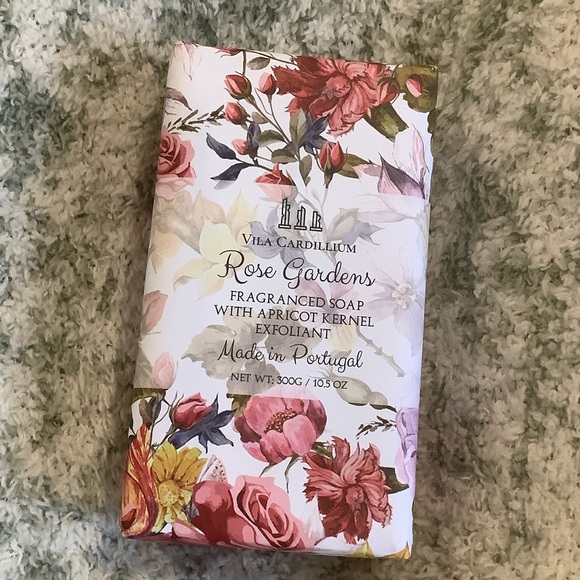 Vila Cardillium
Rose Gardens
FRAGRANCED SOAP
WITH APRICOT KERNEL
EXFOLIANT
Made in Portugal
NET WT: 300G / 10.5 OZ